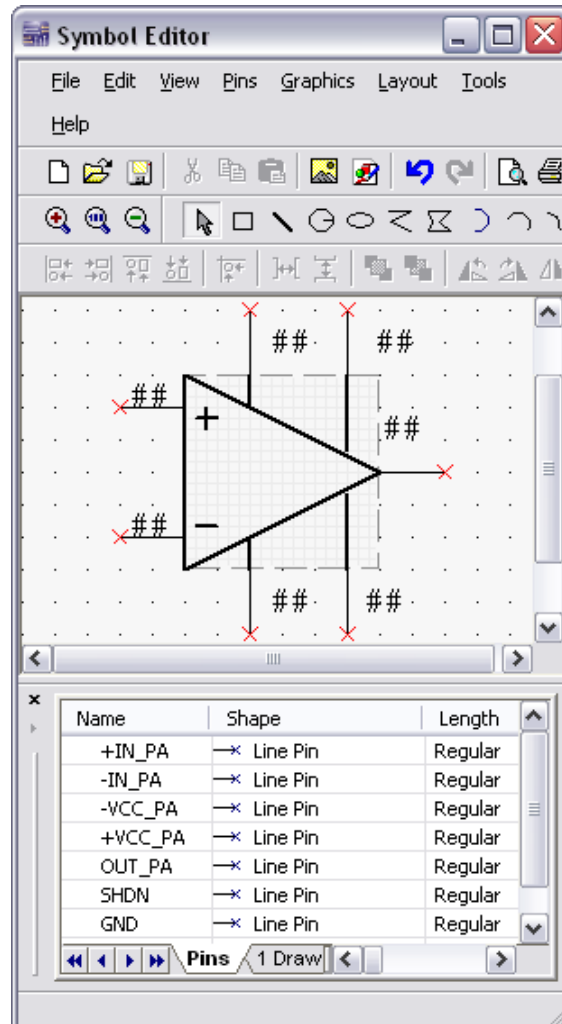 Symbol Editor
File Edit View Pins Graphics Layout Tools
Help
## ##
##
+
##
##
−
## ##
Name Shape Length
+IN_PA Line Pin Regular
-IN_PA Line Pin Regular
-VCC_PA Line Pin Regular
+VCC_PA Line Pin Regular
OUT_PA Line Pin Regular
SHDN Line Pin Regular
GND Line Pin Regular
Pins 1 Draw